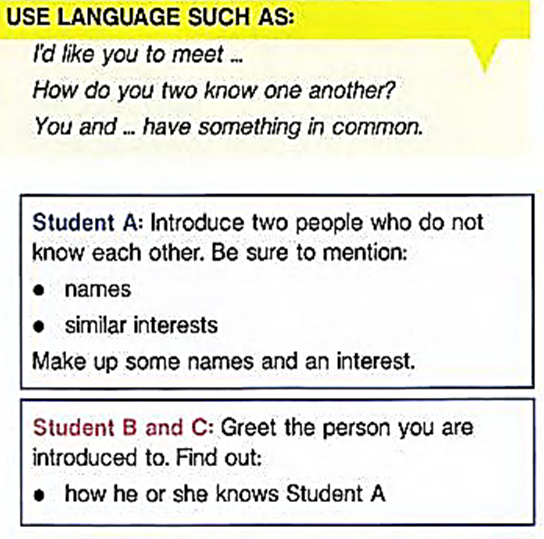 USE LANGUAGE SUCH AS:
I'd like you to meet ...
How do you two know one another?
You and ... have something in common.
Student A: Introduce two people who do not
know each other. Be sure to mention:
• names
• similar interests
Make up some names and an interest.
Student B and C: Greet the person you are
introduced to. Find out:
• how he or she knows Student A